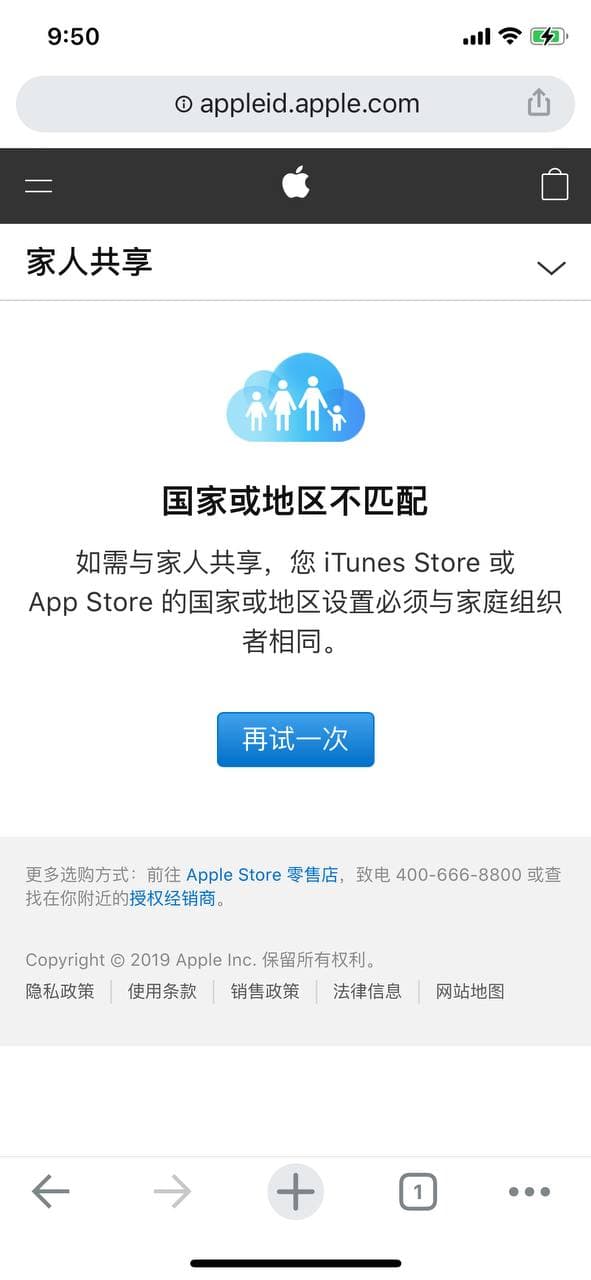 9:50
appleid.apple.com
家人共享
国家或地区不匹配
如需与家人共享，您 iTunes Store 或
App Store 的国家或地区设置必须与家庭组织
者相同。
再试一次
更多选购方式：前往 Apple Store 零售店，致电 400-666-8800 或查
找在你附近的授权经销商。
Copyright © 2019 Apple Inc. 保留所有权利。
隐私政策 | 使用条款 | 销售政策 | 法律信息 | 网站地图
1